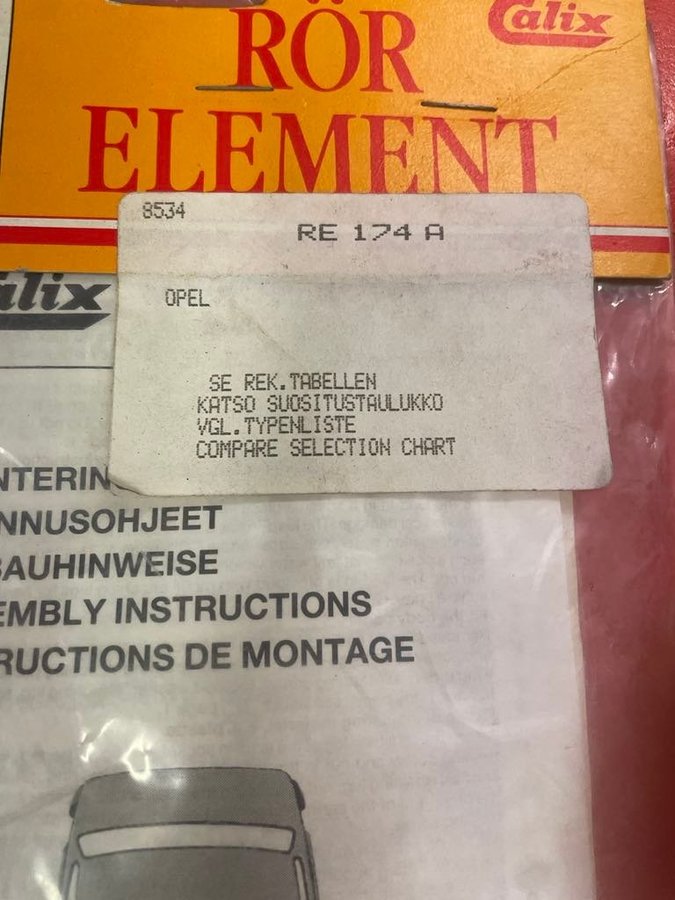 Calix
RÖR
ELEMENT
8534
RE 174 A
OPEL
SE REK.TABELLEN
KATSO SUOSITUSTAULUKKO
VGL.TYPENLISTE
COMPARE SELECTION CHART
alix
NTERIN
NNUSOHJEET
BAUHINWEISE
EMBLY INSTRUCTIONS
RUCTIONS DE MONTAGE